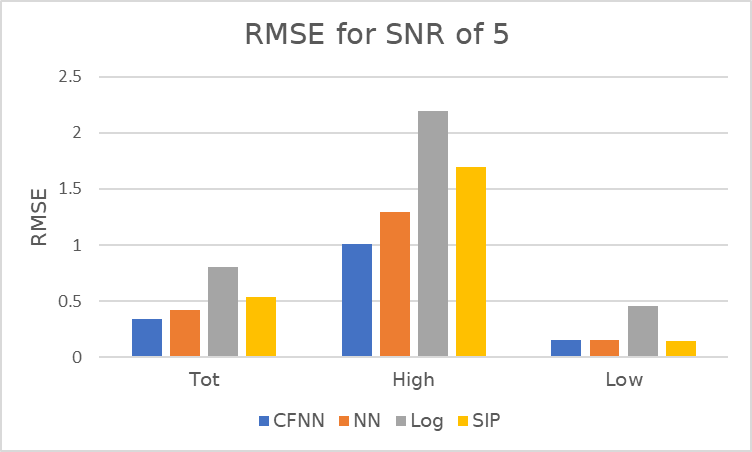 RMSE for SNR of 5
2.5
2
1.5
1
0.5
0
RMSE
Tot High Low
CFNN NN Log SIP